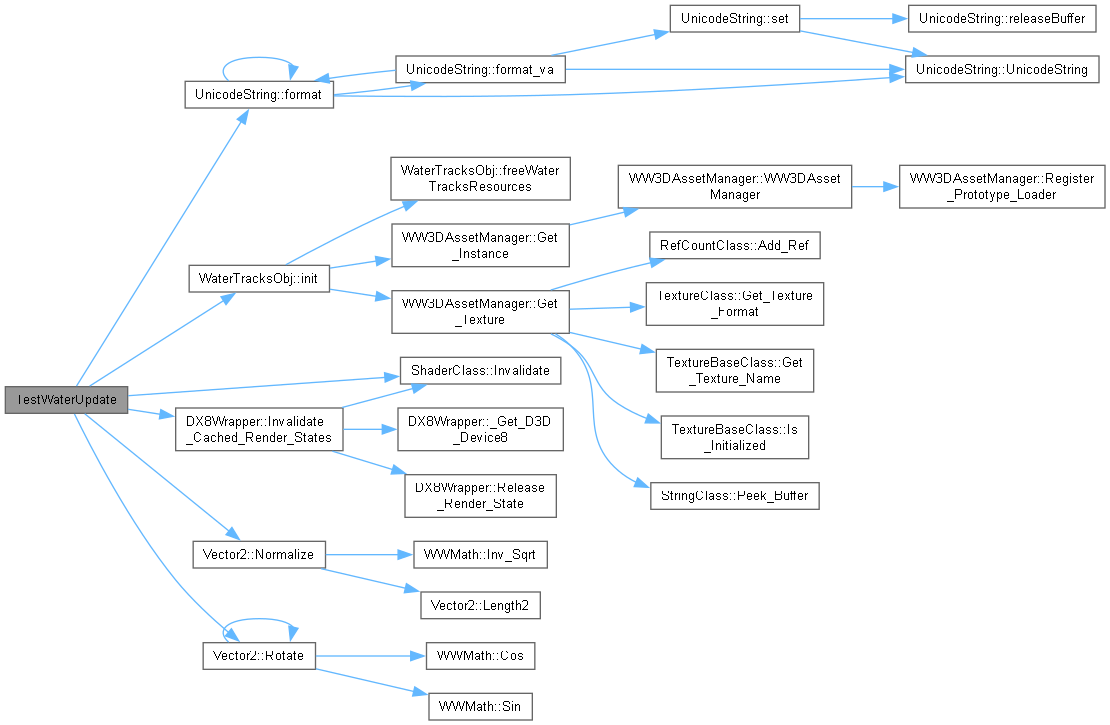 UnicodeString::set
UnicodeString::releaseBuffer
UnicodeString::format_va
UnicodeString::UnicodeString
UnicodeString::format
WaterTracksObj::freeWater
TracksResources
WW3DAssetManager::WW3DAsset
Manager
WW3DAssetManager::Register
_Prototype_Loader
WW3DAssetManager::Get
_Instance
RefCountClass::Add_Ref
WaterTracksObj::init
WW3DAssetManager::Get
_Texture
TextureClass::Get_Texture
_Format
TextureBaseClass::Get
_Texture_Name
ShaderClass::Invalidate
TestWaterUpdate
DX8Wrapper::Invalidate
_Cached_Render_States
DX8Wrapper::_Get_D3D
_Device8
TextureBaseClass::Is
_Initialized
DX8Wrapper::Release
_Render_State
StringClass::Peek_Buffer
Vector2::Normalize
WWMath::Inv_Sqrt
Vector2::Length2
Vector2::Rotate
WWMath::Cos
WWMath::Sin